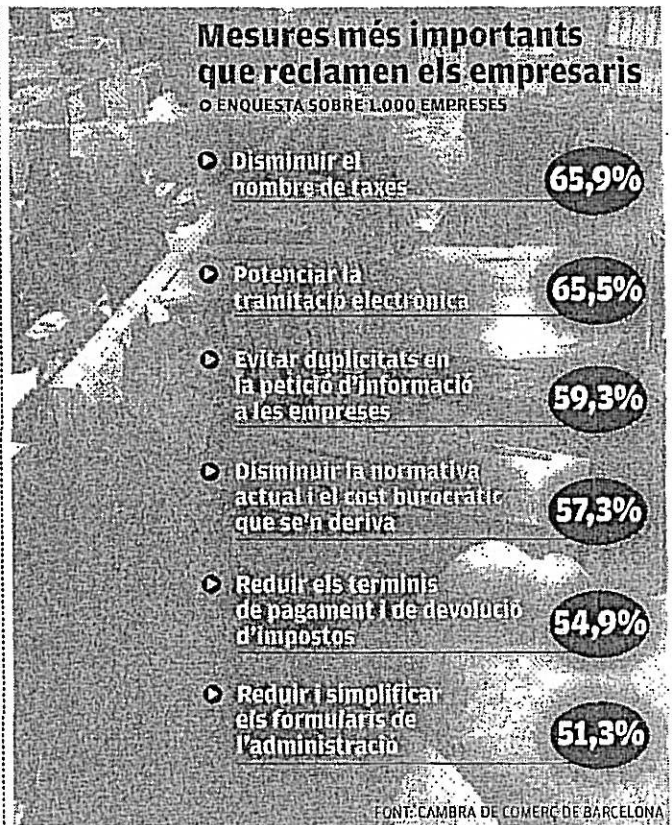 Mesures més importants
que reclamen els empresaris
ENQUESTA SOBRE 1.000 EMPRESES
Disminuir el
nombre de taxes
65,9%
Potenciar la
tramitació electrònica
65,5%
Evitar duplicitats en
la petició d'informació
a les empreses
59,3%
Disminuir la normativa
actual i el cost burocràtic
que se'n deriva
57,3%
Reduir els terminis
de pagament i de devolució
d'impostos
54,9%
Reduir i simplificar
els formularis de
l'administració
51,3%
FONT: CAMBRA DE COMERÇ DE BARCELONA